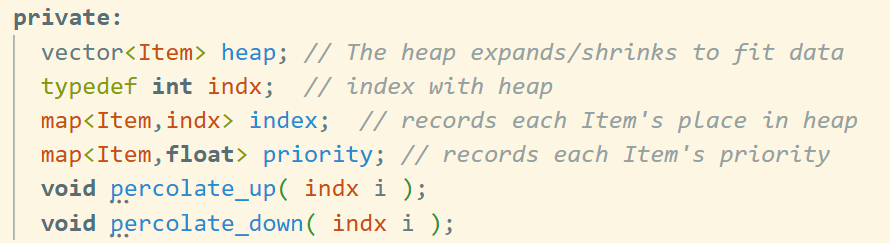 private:
vector<Item> heap; // The heap expands/shrinks to fit data
typedef int indx;  // index with heap
map<Item,indx> index;  // records each Item's place in heap
map<Item,float> priority; // records each Item's priority
void percolate_up( indx i );
void percolate_down( indx i );